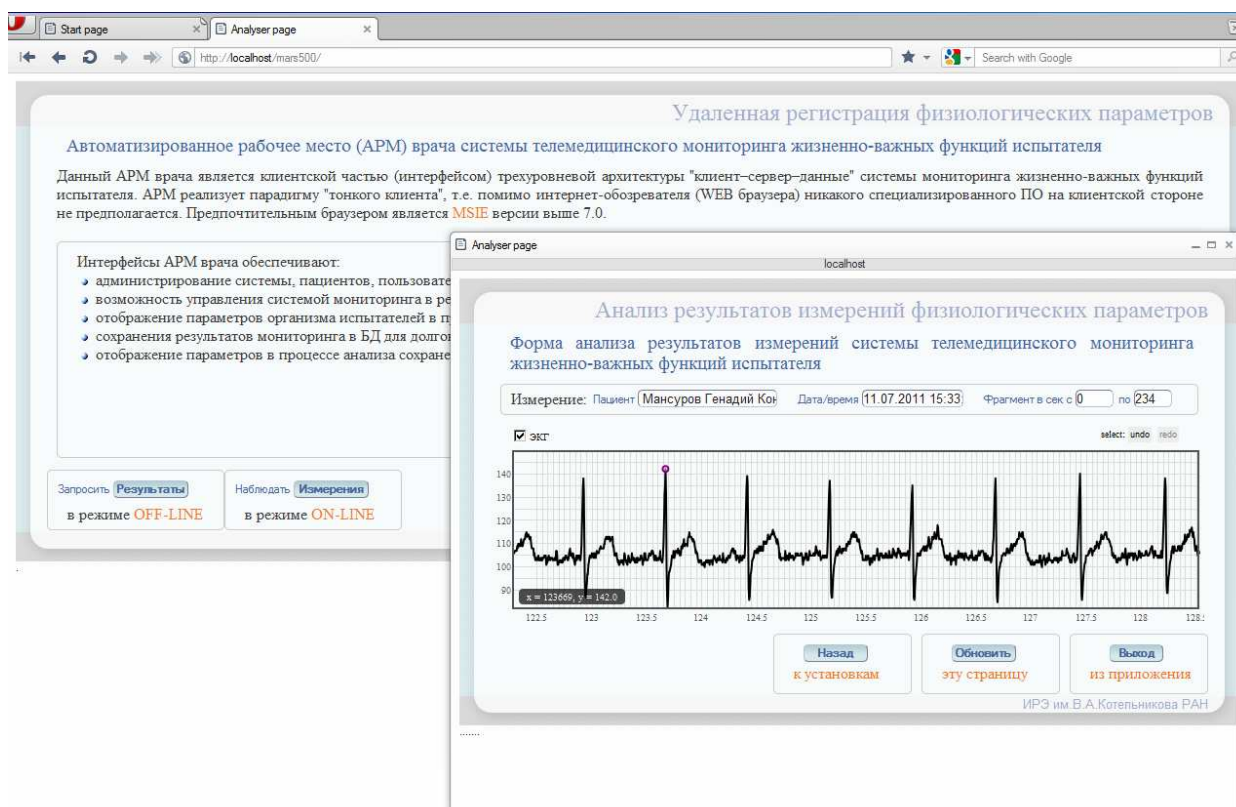 Start page
Analyser page
http://localhost/mars500/
Search with Google
Удаленная регистрация физиологических параметров
Автоматизированное рабочее место (АРМ) врача системы телемедицинского мониторинга жизненно-важных функций испытателя
Данный АРМ врача является клиентской частью (интерфейсом) трехуровневой архитектуры "клиент–сервер–данные" системы мониторинга жизненно-важных функций
испытателя. АРМ реализует парадигму "тонкого клиента", т.е. помимо интернет-обозревателя (WEB браузера) никакого специализированного ПО на клиентской стороне
не предполагается. Предпочтительным браузером является MSIE версии выше 7.0.
Интерфейсы АРМ врача обеспечивают:
администрирование системы, пациентов, пользовате
возможность управления системой мониторинга в ре
отображение параметров организма испытателей в п
сохранения результатов мониторинга в БД для долго
отображение параметров в процессе анализа сохране
Запросить Результаты
в режиме OFF-LINE
Наблюдать Измерения
в режиме ON-LINE
Analyser page
localhost
Анализ результатов измерений физиологических параметров
Форма анализа результатов измерений системы телемедицинского мониторинга
жизненно-важных функций испытателя
Измерение: Пациент Мансуров Генадий Кон Дата/время 11.07.2011 15:33 Фрагмент в сек с 0 по 234
экг
select: undo redo
140
130
120
110
100
90
x = 123669, y = 142.0
122.5 123 123.5 124 124.5 125 125.5 126 126.5 127 127.5 128 128.5
Назад
к установкам
Обновить
эту страницу
Выход
из приложения
ИРЭ им.В.А.Котельникова РАН